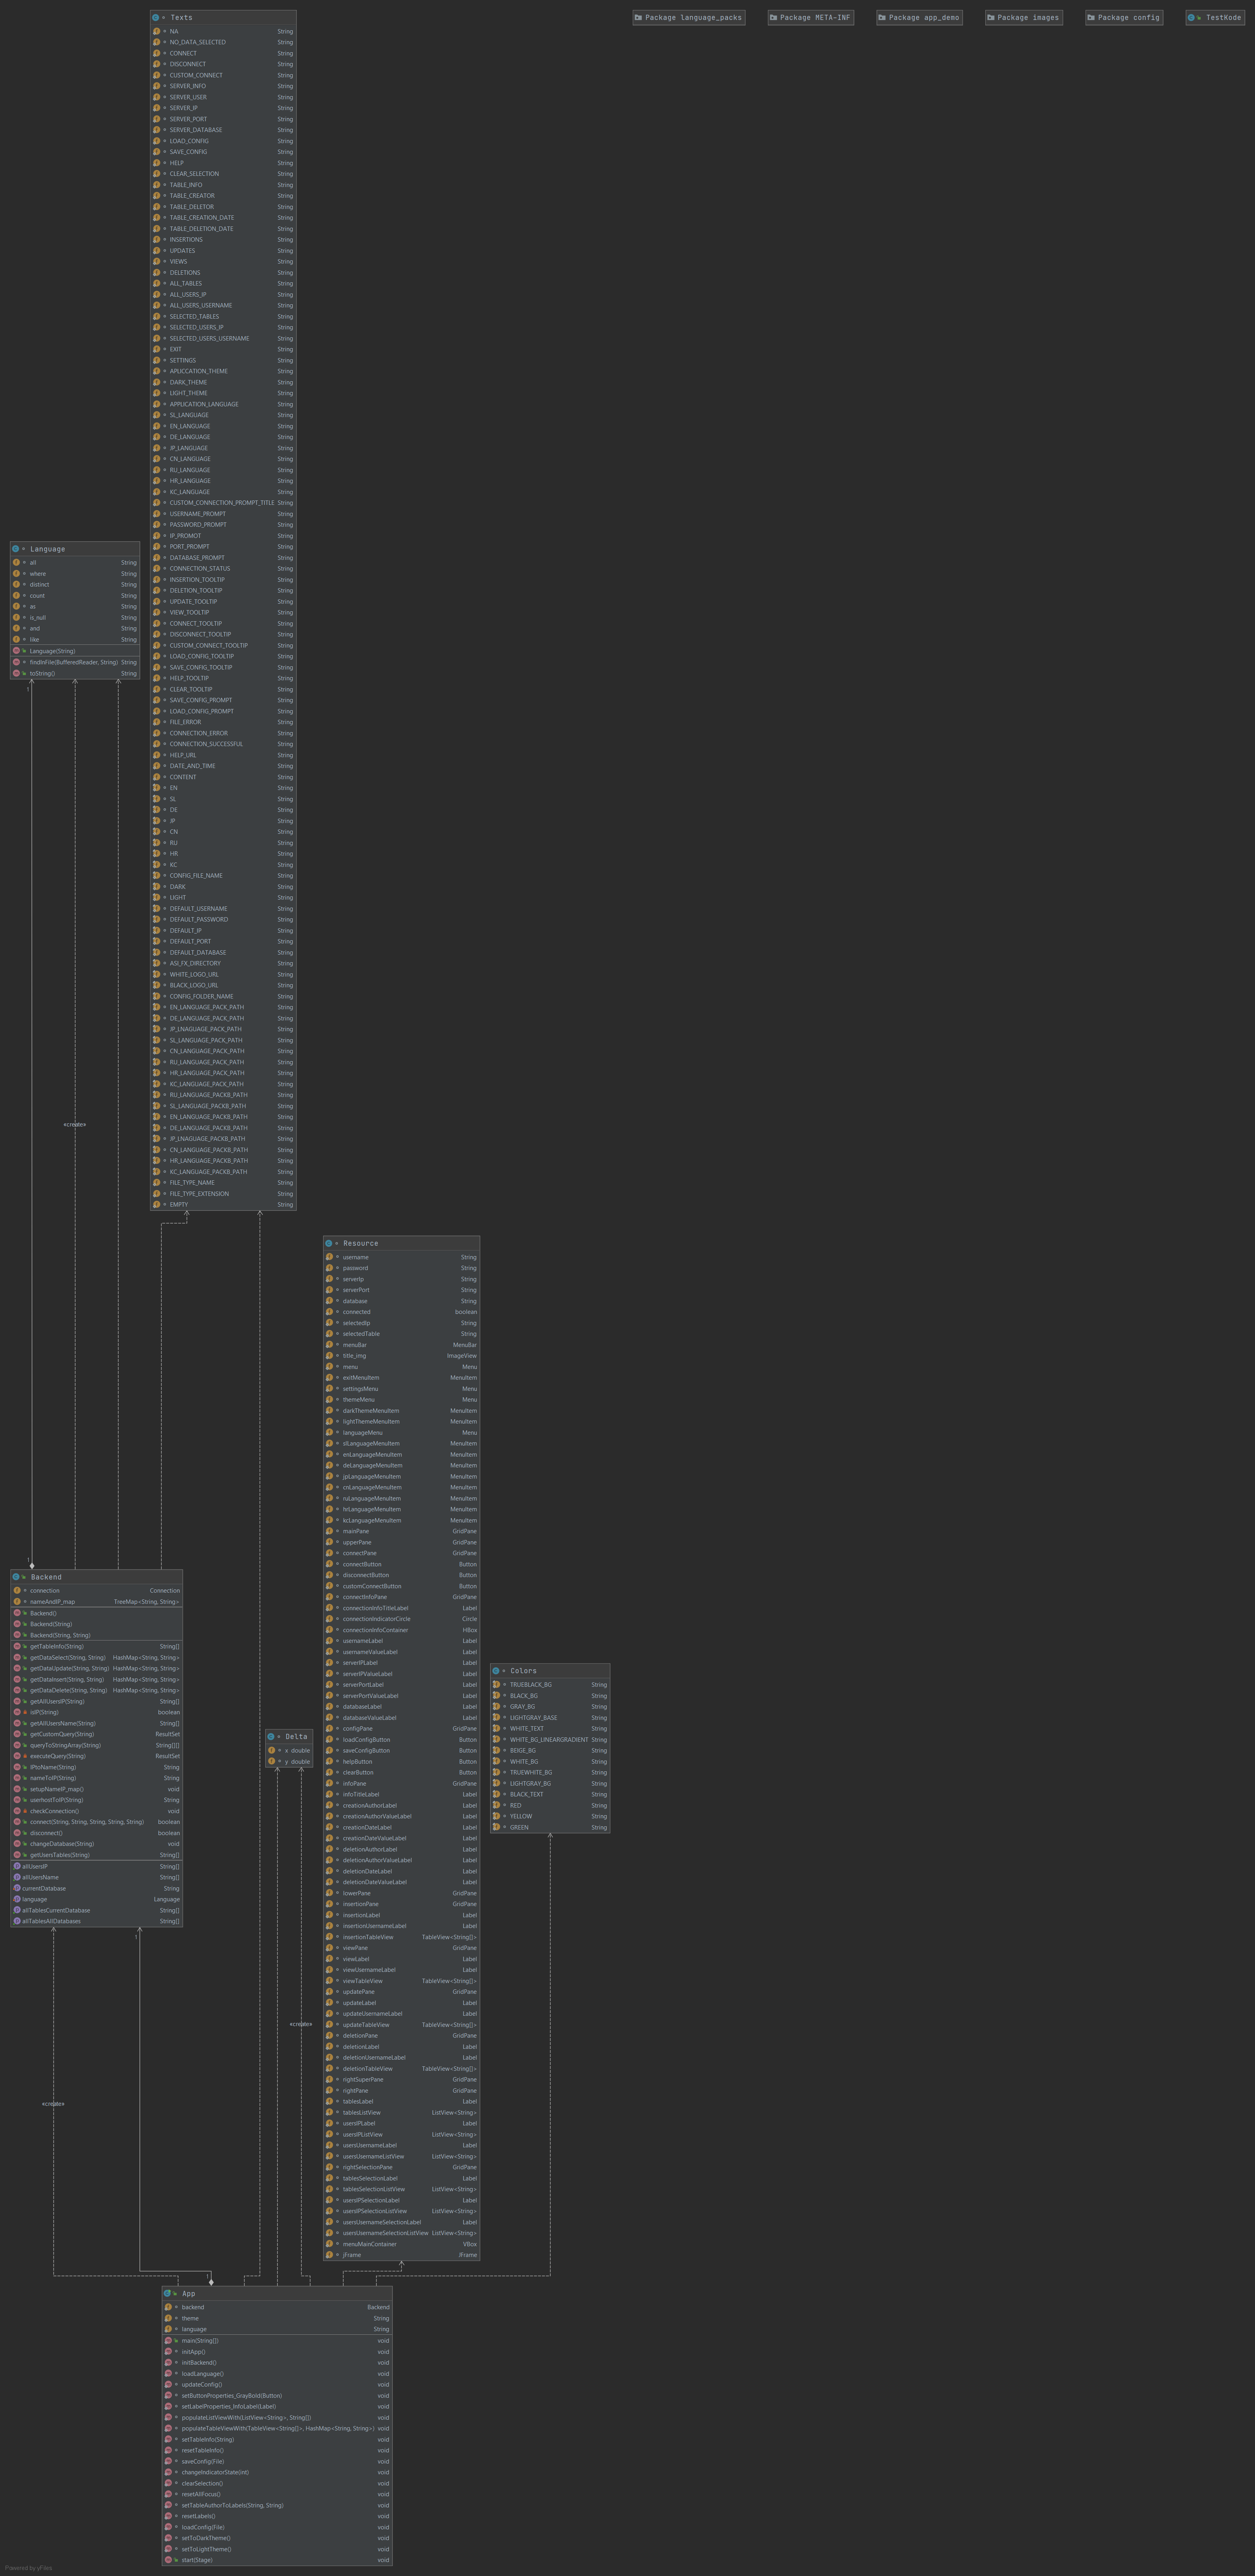 Package language_packs
Package META-INF
Package app_demo
Package images
Package config
TestKode
Texts
NA String
NO_DATA_SELECTED String
CONNECT String
DISCONNECT String
CUSTOM_CONNECT String
SERVER_INFO String
SERVER_USER String
SERVER_IP String
SERVER_PORT String
SERVER_DATABASE String
LOAD_CONFIG String
SAVE_CONFIG String
HELP String
CLEAR_SELECTION String
TABLE_INFO String
TABLE_CREATOR String
TABLE_DELETOR String
TABLE_CREATION_DATE String
TABLE_DELETION_DATE String
INSERTIONS String
UPDATES String
VIEWS String
DELETIONS String
ALL_TABLES String
ALL_USERS_IP String
ALL_USERS_USERNAME String
SELECTED_TABLES String
SELECTED_USERS_IP String
SELECTED_USERS_USERNAME String
EXIT String
SETTINGS String
APLICCATION_THEME String
DARK_THEME String
LIGHT_THEME String
APPLICATION_LANGUAGE String
SL_LANGUAGE String
EN_LANGUAGE String
DE_LANGUAGE String
JP_LANGUAGE String
CN_LANGUAGE String
RU_LANGUAGE String
HR_LANGUAGE String
KC_LANGUAGE String
CUSTOM_CONNECTION_PROMPT_TITLE String
USERNAME_PROMPT String
PASSWORD_PROMPT String
IP_PROMOT String
PORT_PROMPT String
DATABASE_PROMPT String
CONNECTION_STATUS String
INSERTION_TOOLTIP String
DELETION_TOOLTIP String
UPDATE_TOOLTIP String
VIEW_TOOLTIP String
CONNECT_TOOLTIP String
DISCONNECT_TOOLTIP String
CUSTOM_CONNECT_TOOLTIP String
LOAD_CONFIG_TOOLTIP String
SAVE_CONFIG_TOOLTIP String
HELP_TOOLTIP String
CLEAR_TOOLTIP String
SAVE_CONFIG_PROMPT String
LOAD_CONFIG_PROMPT String
FILE_ERROR String
CONNECTION_ERROR String
CONNECTION_SUCCESSFUL String
HELP_URL String
DATE_AND_TIME String
CONTENT String
EN String
SL String
DE String
JP String
CN String
RU String
HR String
KC String
CONFIG_FILE_NAME String
DARK String
LIGHT String
DEFAULT_USERNAME String
DEFAULT_PASSWORD String
DEFAULT_IP String
DEFAULT_PORT String
DEFAULT_DATABASE String
ASI_FX_DIRECTORY String
WHITE_LOGO_URL String
BLACK_LOGO_URL String
CONFIG_FOLDER_NAME String
EN_LANGUAGE_PACK_PATH String
DE_LANGUAGE_PACK_PATH String
JP_LNAGUAGE_PACK_PATH String
SL_LANGUAGE_PACK_PATH String
CN_LANGUAGE_PACK_PATH String
RU_LANGUAGE_PACK_PATH String
HR_LANGUAGE_PACK_PATH String
KC_LANGUAGE_PACK_PATH String
RU_LANGUAGE_PACKB_PATH String
SL_LANGUAGE_PACKB_PATH String
EN_LANGUAGE_PACKB_PATH String
DE_LANGUAGE_PACKB_PATH String
JP_LNAGUAGE_PACKB_PATH String
CN_LANGUAGE_PACKB_PATH String
HR_LANGUAGE_PACKB_PATH String
KC_LANGUAGE_PACKB_PATH String
FILE_TYPE_NAME String
FILE_TYPE_EXTENSION String
EMPTY String
Language
all String
where String
distinct String
count String
as String
is_null String
and String
like String
Language(String)
findInFile(BufferedReader, String) String
toString() String
1
«create»
1
Resource
username String
password String
serverIp String
serverPort String
database String
connected boolean
selectedIp String
selectedTable String
menuBar MenuBar
title_img ImageView
menu Menu
exitMenuItem MenuItem
settingsMenu Menu
themeMenu Menu
darkThemeMenuItem MenuItem
lightThemeMenuItem MenuItem
languageMenu Menu
slLanguageMenuItem MenuItem
enLanguageMenuItem MenuItem
deLanguageMenuItem MenuItem
jpLanguageMenuItem MenuItem
cnLanguageMenuItem MenuItem
ruLanguageMenuItem MenuItem
hrLanguageMenuItem MenuItem
kcLanguageMenuItem MenuItem
mainPane GridPane
upperPane GridPane
connectPane GridPane
connectButton Button
disconnectButton Button
customConnectButton Button
connectInfoPane GridPane
connectionInfoTitleLabel Label
connectionIndicatorCircle Circle
connectionInfoContainer HBox
usernameLabel Label
usernameValueLabel Label
serverIPLabel Label
serverIPValueLabel Label
serverPortLabel Label
serverPortValueLabel Label
databaseLabel Label
databaseValueLabel Label
configPane GridPane
loadConfigButton Button
saveConfigButton Button
helpButton Button
clearButton Button
infoPane GridPane
infoTitleLabel Label
creationAuthorLabel Label
creationAuthorValueLabel Label
creationDateLabel Label
creationDateValueLabel Label
deletionAuthorLabel Label
deletionAuthorValueLabel Label
deletionDateLabel Label
deletionDateValueLabel Label
lowerPane GridPane
insertionPane GridPane
insertionLabel Label
insertionUsernameLabel Label
insertionTableView TableView<String[]>
viewPane GridPane
viewLabel Label
viewUsernameLabel Label
viewTableView TableView<String[]>
updatePane GridPane
updateLabel Label
updateUsernameLabel Label
updateTableView TableView<String[]>
deletionPane GridPane
deletionLabel Label
deletionUsernameLabel Label
deletionTableView TableView<String[]>
rightSuperPane GridPane
rightPane GridPane
tablesLabel Label
tablesListView ListView<String>
usersIPLabel Label
usersIPListView ListView<String>
usersUsernameLabel Label
usersUsernameListView ListView<String>
rightSelectionPane GridPane
tablesSelectionLabel Label
tablesSelectionListView ListView<String>
usersIPSelectionLabel Label
usersIPSelectionListView ListView<String>
usersUsernameSelectionLabel Label
usersUsernameSelectionListView ListView<String>
menuMainContainer VBox
jFrame JFrame
Backend
connection Connection
nameAndIP_map TreeMap<String, String>
Backend()
Backend(String)
Backend(String, String)
getTableInfo(String) String[]
getDataSelect(String, String) HashMap<String, String>
getDataUpdate(String, String) HashMap<String, String>
getDataInsert(String, String) HashMap<String, String>
getDataDelete(String, String) HashMap<String, String>
getAllUsersIP(String) String[]
isIP(String) boolean
getAllUsersName(String) String[]
getCustomQuery(String) ResultSet
queryToStringArray(String) String[][]
executeQuery(String) ResultSet
IPtoName(String) String
nameToIP(String) String
setupNameIP_map() void
userhostToIP(String) String
checkConnection() void
connect(String, String, String, String, String) boolean
disconnect() boolean
changeDatabase(String) void
getUsersTables(String) String[]
allUsersIP String[]
allUsersName String[]
currentDatabase String
language Language
allTablesCurrentDatabase String[]
allTablesAllDatabases String[]
Colors
TRUEBLACK_BG String
BLACK_BG String
GRAY_BG String
LIGHTGRAY_BASE String
WHITE_TEXT String
WHITE_BG_LINEARGRADIENT String
BEIGE_BG String
WHITE_BG String
TRUEWHITE_BG String
LIGHTGRAY_BG String
BLACK_TEXT String
RED String
YELLOW String
GREEN String
Delta
x double
y double
1
«create»
«create»
1
App
backend Backend
theme String
language String
main(String[]) void
initApp() void
initBackend() void
loadLanguage() void
updateConfig() void
setButtonProperties_GrayBold(Button) void
setLabelProperties_InfoLabel(Label) void
populateListViewWith(ListView<String>, String[]) void
populateTableViewWith(TableView<String[]>, HashMap<String, String>) void
setTableInfo(String) void
resetTableInfo() void
saveConfig(File) void
changeIndicatorState(int) void
clearSelection() void
resetAllFocus() void
setTableAuthorToLabels(String, String) void
resetLabels() void
loadConfig(File) void
setToDarkTheme() void
setToLightTheme() void
start(Stage) void
Powered by yFiles